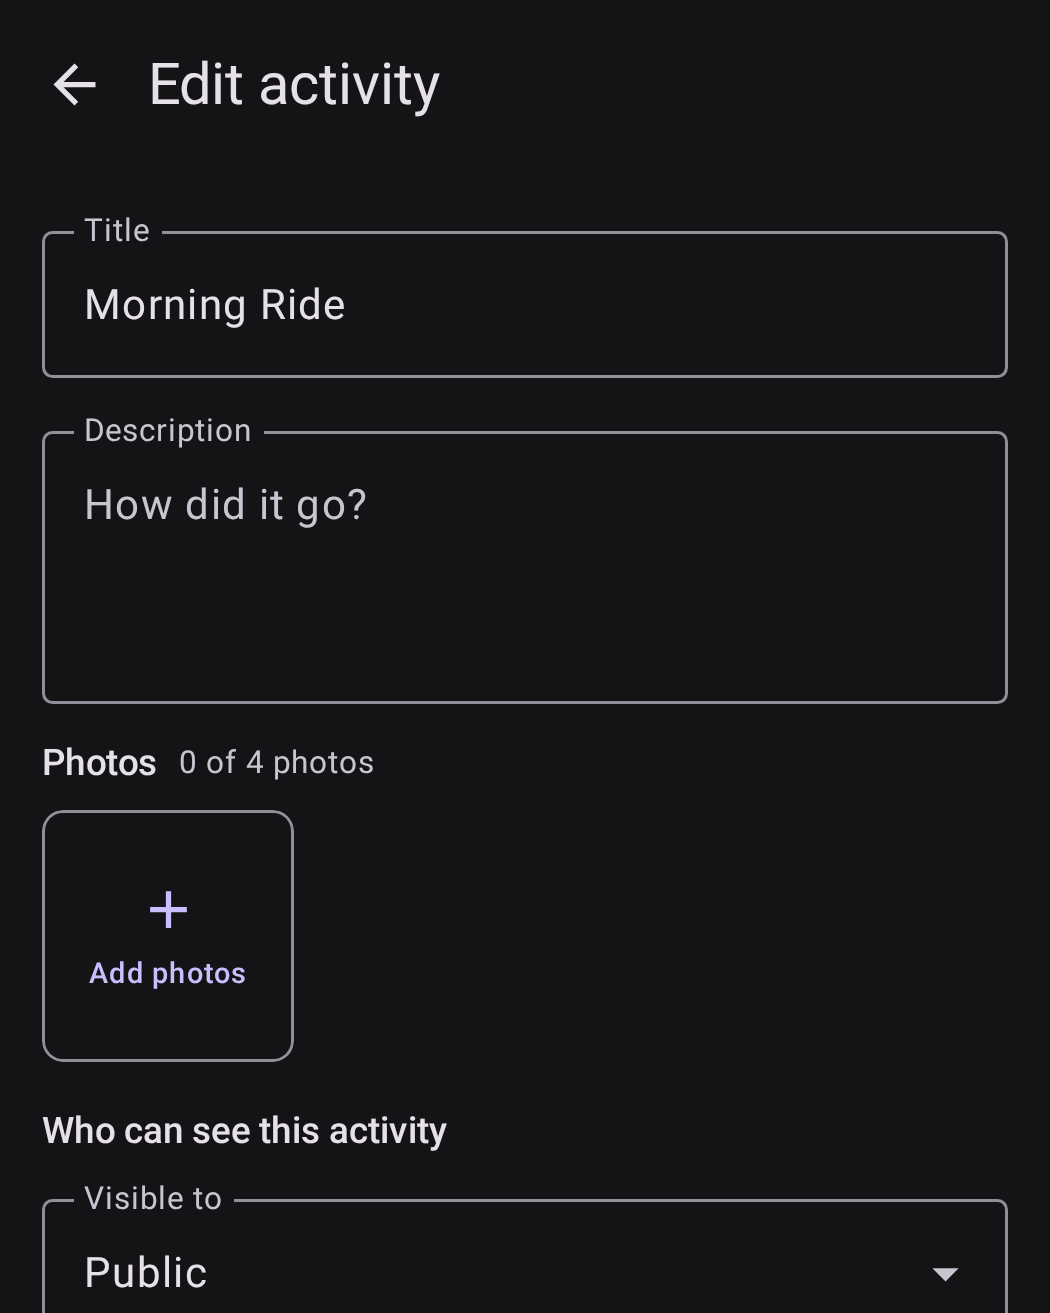 Edit activity
Title
Morning Ride
Description
How did it go?
Photos 0 of 4 photos
Add photos
Who can see this activity
Visible to
Public